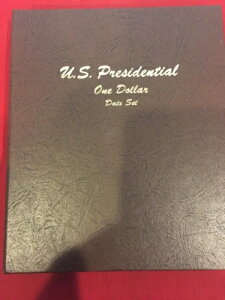 U.S. Presidential
One Dollar
Date Set